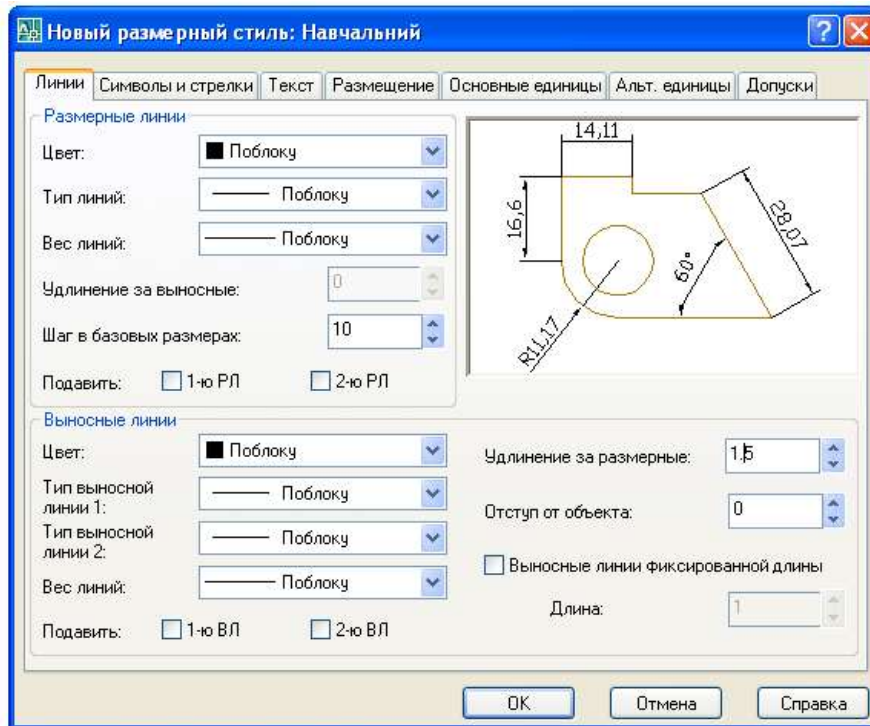 Новый размерный стиль: Навчальний
Линии Символы и стрелки Текст Размещение Основные единицы Альт. единицы Допуски
Размерные линии
Цвет: Поблоку
Тип линий: Поблоку
Вес линий: Поблоку
Удлинение за выносные: 0
Шаг в базовых размерах: 10
Подавить: 1-ю РЛ 2-ю РЛ
14,11
16,6
28,07
60°
R11,17
Выносные линии
Цвет: Поблоку
Тип выносной
линии 1: Поблоку
Тип выносной
линии 2: Поблоку
Вес линий: Поблоку
Подавить: 1-ю ВЛ 2-ю ВЛ
Удлинение за размерные: 1.5
Отступ от объекта: 0
Выносные линии фиксированной длины
Длина: 1
OK Отмена Справка